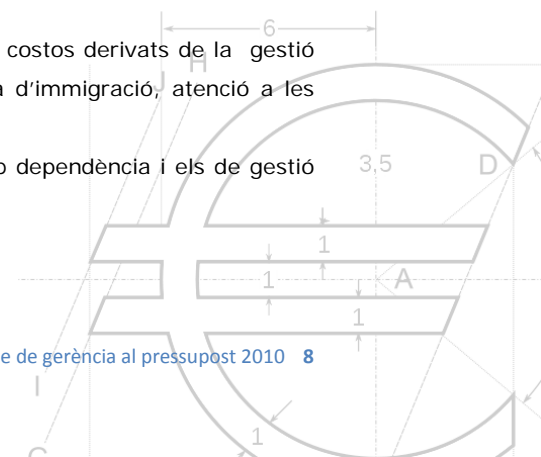 6
costos derivats de la gestió
H
J
d'immigració, atenció a les
dependència i els de gestió
3,5
D
1
1
A
1
de gerència al pressupost 2010 8
I
1